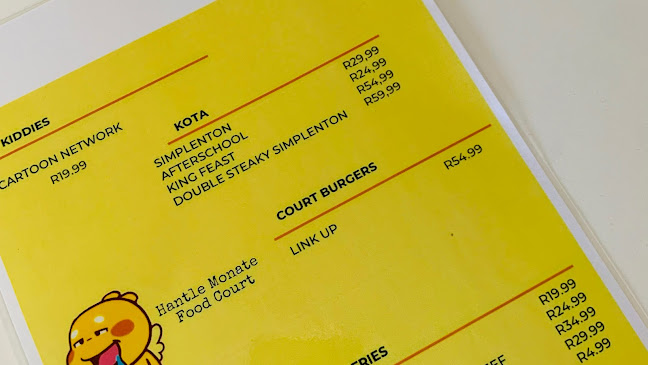 KIDDIES
CARTOON NETWORK
R19.99
KOTA
SIMPLENTON R29,99
AFTERSCHOOL R24,99
KING FEAST R54,99
DOUBLE STEAKY SIMPLENTON R59,99
COURT BURGERS
LINK UP R54.99
Hantle Monate
Food Court
ERIES
R19.99
R24.99
R34.99
R29.99
R4.99